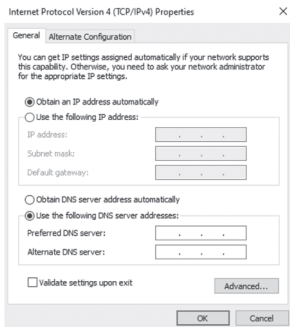 Internet Protocol Version 4 (TCP/IPv4) Properties
General Alternate Configuration
You can get IP settings assigned automatically if your network supports
this capability. Otherwise, you need to ask your network administrator
for the appropriate IP settings.
Obtain an IP address automatically
Use the following IP address:
IP address:
Subnet mask:
Default gateway:
Obtain DNS server address automatically
Use the following DNS server addresses:
Preferred DNS server:
Alternate DNS server:
Validate settings upon exit
Advanced...
OK Cancel